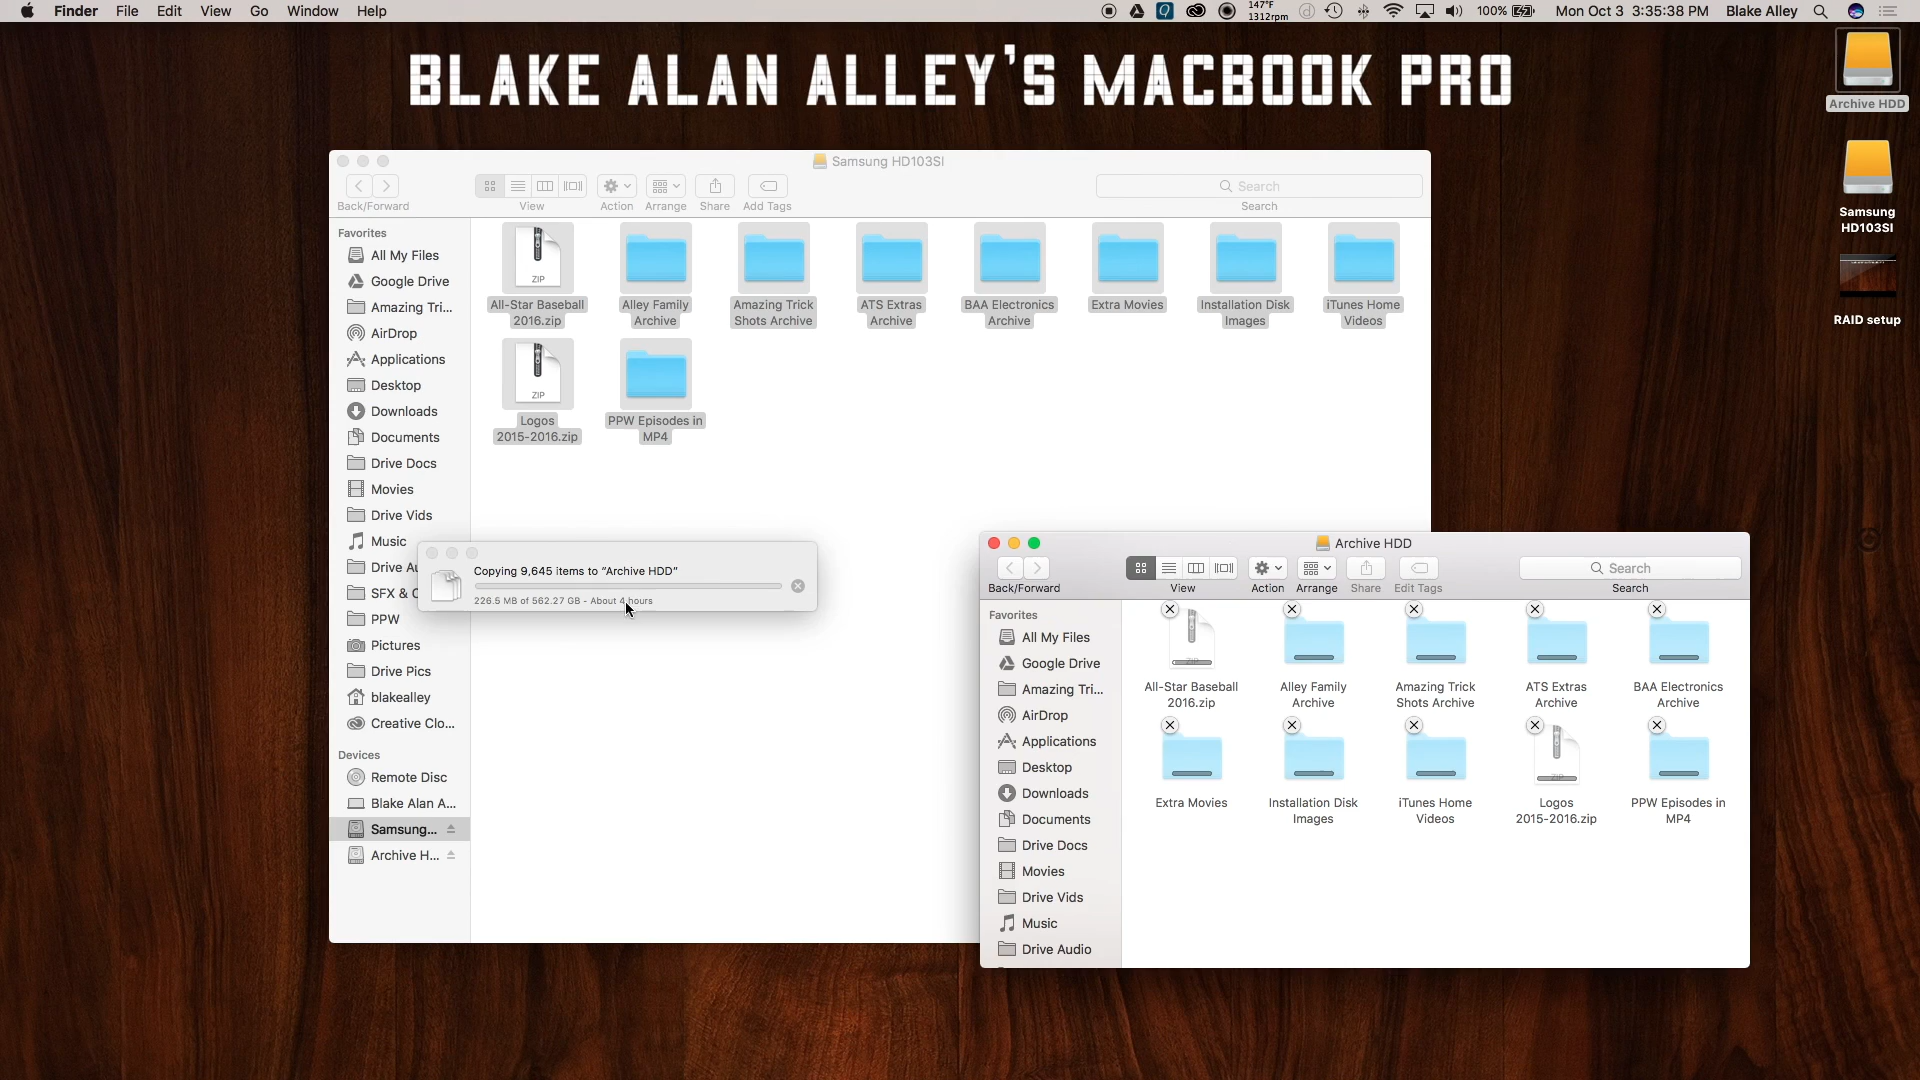 Finder File Edit View Go Window Help
147°F
1312rpm
100%
Mon Oct 3 3:35:38 PM Blake Alley
BLAKE ALAN ALLEY'S MACBOOK PRO
Archive HDD
Samsung
HD103SI
RAID setup
Samsung HD103SI
Search
Back/Forward View Action Arrange Share Add Tags Search
Favorites
All My Files
Google Drive
Amazing Tri...
AirDrop
Applications
Desktop
Downloads
Documents
Drive Docs
Movies
Drive Vids
Music
Drive Au
SFX & C
PPW
Pictures
Drive Pics
blakealley
Creative Clo...
Devices
Remote Disc
Blake Alan A...
Samsung...
Archive H...
ZIP
All-Star Baseball
2016.zip
Alley Family
Archive
Amazing Trick
Shots Archive
ATS Extras
Archive
BAA Electronics
Archive
Extra Movies
Installation Disk
Images
iTunes Home
Videos
ZIP
Logos
2015-2016.zip
PPW Episodes in
MP4
Copying 9,645 items to “Archive HDD”
226.5 MB of 562.27 GB - About 4 hours
Archive HDD
Search
Back/Forward View Action Arrange Share Edit Tags Search
Favorites
All My Files
Google Drive
Amazing Tri...
AirDrop
Applications
Desktop
Downloads
Documents
Drive Docs
Movies
Drive Vids
Music
Drive Audio
All-Star Baseball
2016.zip
Alley Family
Archive
Amazing Trick
Shots Archive
ATS Extras
Archive
BAA Electronics
Archive
Extra Movies
Installation Disk
Images
iTunes Home
Videos
Logos
2015-2016.zip
PPW Episodes in
MP4